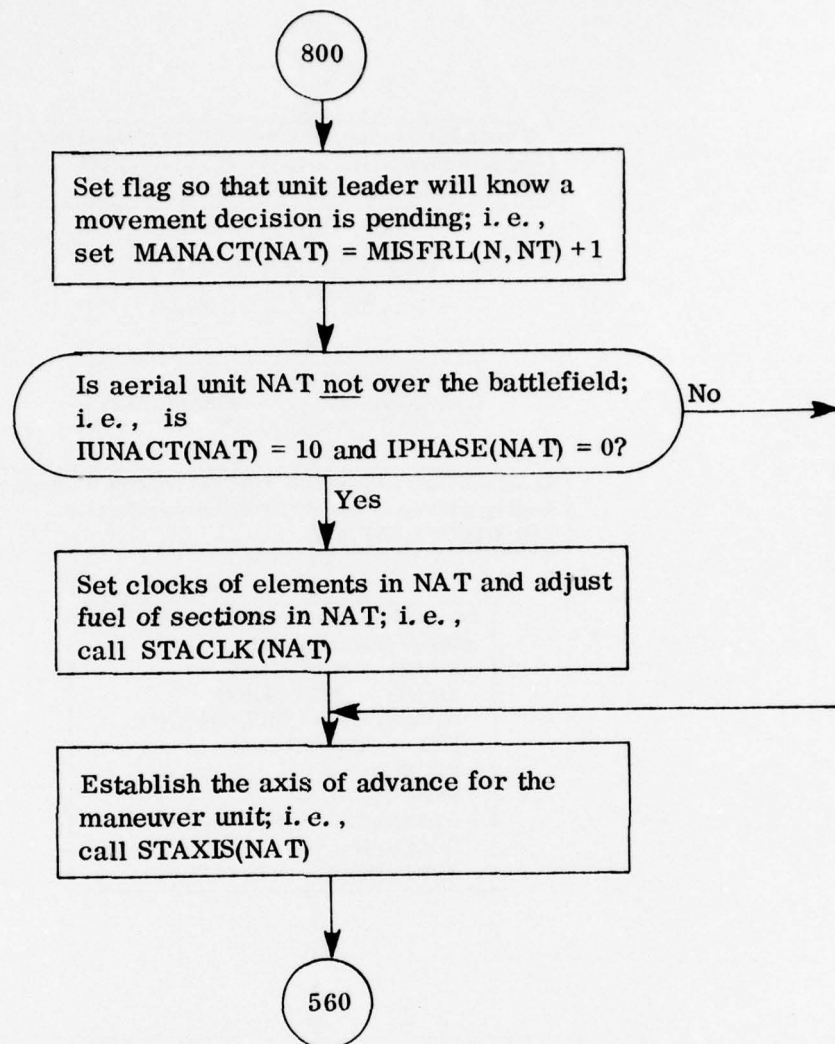 800
Set flag so that unit leader will know a
movement decision is pending; i. e. ,
set MANACT(NAT) = MISFRL(N, NT) + 1
Is aerial unit NAT not over the battlefield;
i. e. , is
IUNACT(NAT) = 10 and IPHASE(NAT) = 0?
No
Yes
Set clocks of elements in NAT and adjust
fuel of sections in NAT; i. e. ,
call STACLK(NAT)
Establish the axis of advance for the
maneuver unit; i. e. ,
call STAXIS(NAT)
560